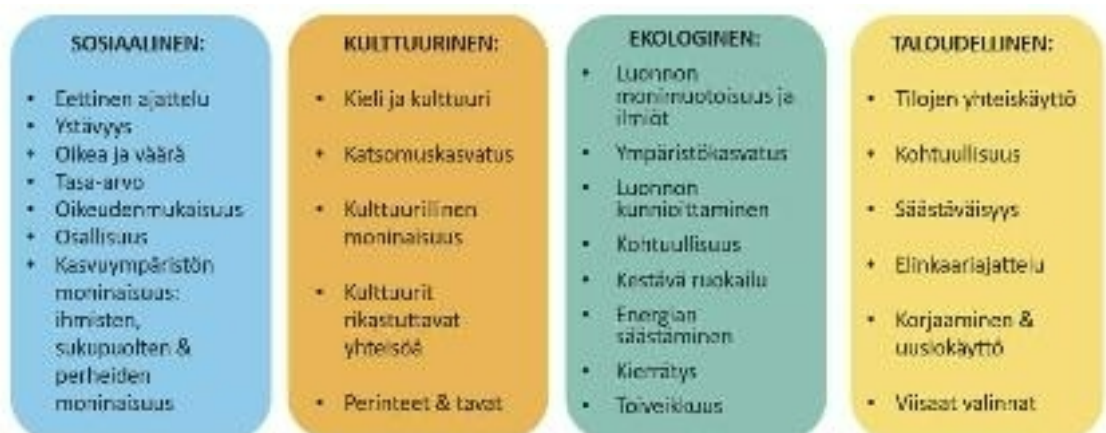 SOSIAALINEN:
• Eettinen ajattelu
• Ystävyys
• Oikea ja väärä
• Tasa-arvo
• Oikeudenmukaisuus
• Osallisuus
• Kasvuympäristön
moninaisuus:
ihmisten,
sukupuolten &
perheiden
moninaisuus
KULTTUURINEN:
• Kieli ja kulttuuri
• Katsomuskasvatus
• Kulttuurillinen
moninaisuus
• Kulttuurit
rikastuttavat
yhteisöä
• Perinteet & tavat
EKOLOGINEN:
• Luonnon
monimuotoisuus ja
ilmiöt
• Ympäristökasvatus
• Luonnon
kunnioittaminen
• Kohtuullisuus
• Kestävä ruokailu
• Energian
säästäminen
• Kierrätys
• Toiveikkuus
TALOUDELLINEN:
• Tilojen yhteiskäyttö
• Kohtuullisuus
• Säästäväisyys
• Elinkaariajattelu
• Korjaaminen &
uusiokäyttö
• Viisaat valinnat